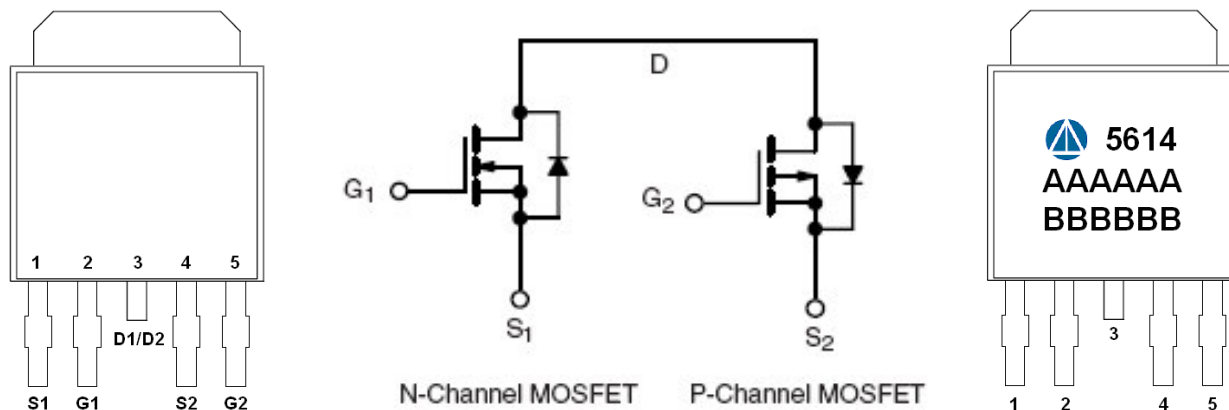 1 2 3 4 5
D1/D2
S1 G1 S2 G2
D
G1
G2
S1
S2
N-Channel MOSFET P-Channel MOSFET
5614
AAAAAA
BBBBBB
3
1 2 4 5